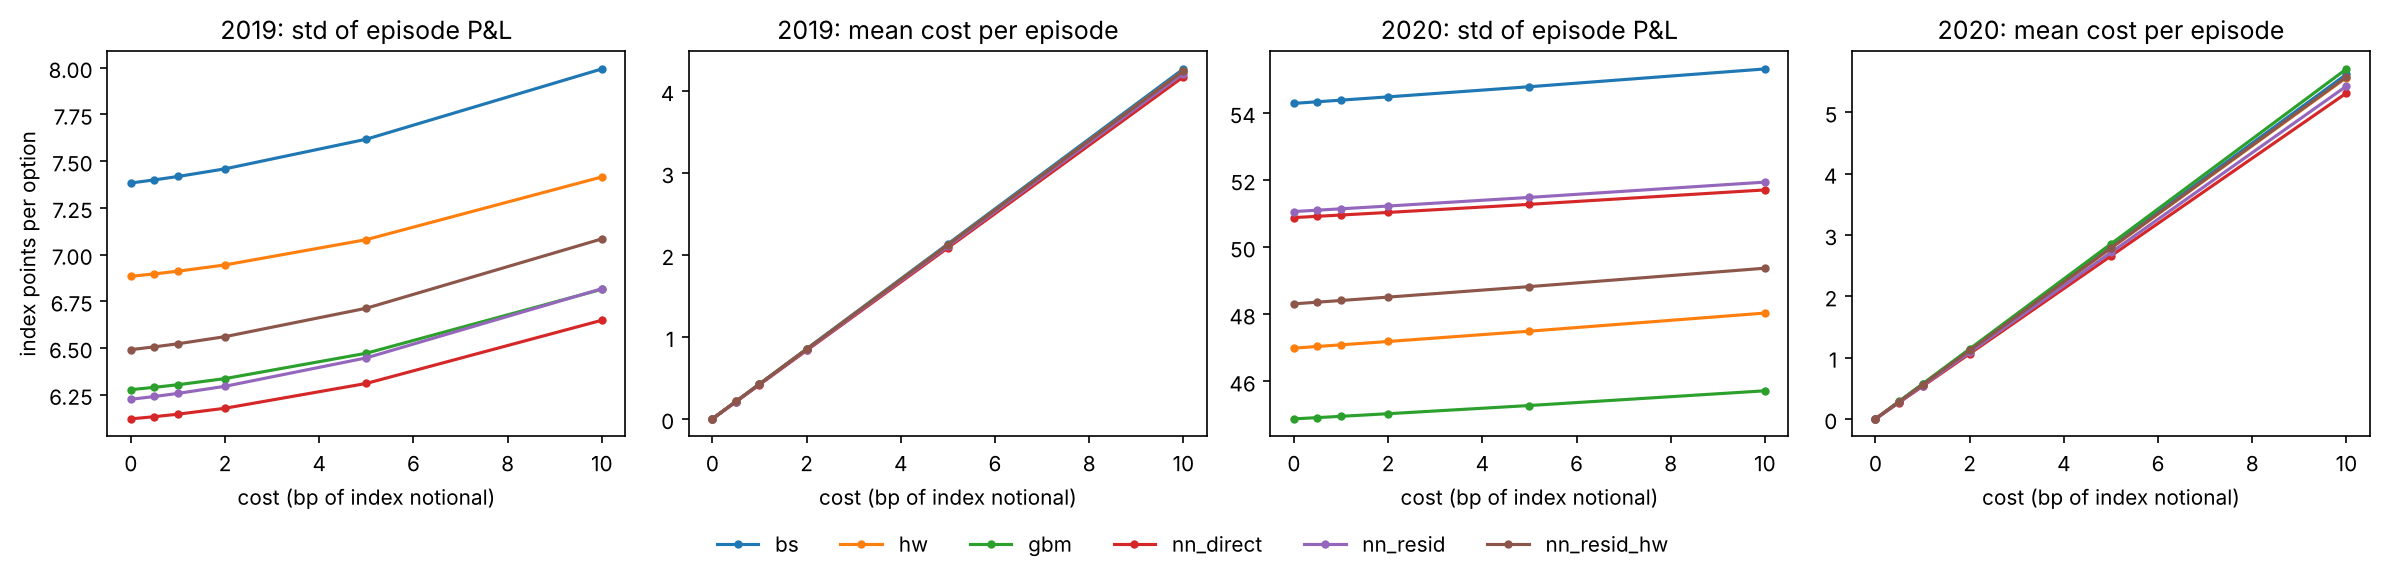 2019: std of episode P&L
index points per option
8.00
7.75
7.50
7.25
7.00
6.75
6.50
6.25
0 2 4 6 8 10
cost (bp of index notional)
2019: mean cost per episode
4
3
2
1
0
0 2 4 6 8 10
cost (bp of index notional)
2020: std of episode P&L
54
52
50
48
46
0 2 4 6 8 10
cost (bp of index notional)
2020: mean cost per episode
5
4
3
2
1
0
0 2 4 6 8 10
cost (bp of index notional)
bs hw gbm nn_direct nn_resid nn_resid_hw